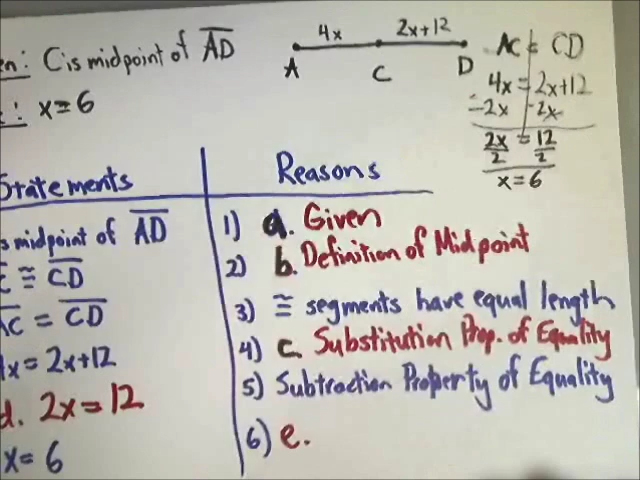 en: C is midpoint of AD
x = 6
4x 2x+12
A C D
AC = CD
4x = 2x+12
-2x -2x
2x/2 = 12/2
x = 6
Statements Reasons
s midpoint of AD 1) a. Given
C ≅ CD 2) b. Definition of Midpoint
AC = CD 3) ≅ segments have equal length
4x = 2x+12 4) c. Substitution Prop. of Equality
d. 2x = 12 5) Subtraction Property of Equality
x = 6 6) e.